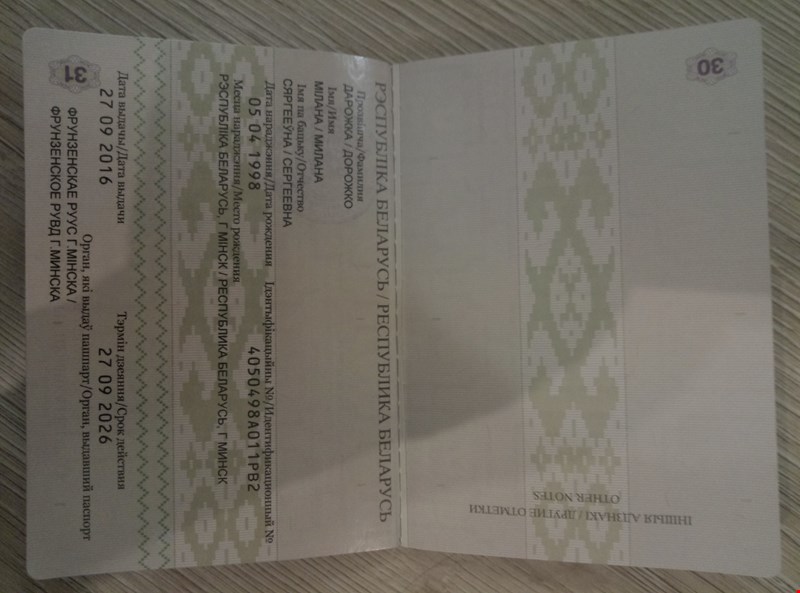 РЭСПУБЛІКА БЕЛАРУСЬ / РЕСПУБЛИКА БЕЛАРУСЬ
Прозвішча/Фамилия
ДАРОЖКА / ДОРОЖКО
Імя/Имя
МІЛАНА / МИЛАНА
Імя па бацьку/Отчество
СЯРГЕЕЎНА / СЕРГЕЕВНА
Дата нараджэння/Дата рождения Ідэнтыфікацыйны №/Идентификационный №
05 04 1998 4050498A011PB2
Месца нараджэння/Место рождения
РЭСПУБЛІКА БЕЛАРУСЬ, Г МІНСК / РЕСПУБЛИКА БЕЛАРУСЬ, Г МИНСК
Дата выдачы/Дата выдачи Тэрмін дзеяння/Срок действия
27 09 2016 27 09 2026
Орган, які выдаў пашпарт/Орган, выдавший паспорт
ФРУНЗЕНСКАЕ РУУС Г.МІНСКА /
ФРУНЗЕНСКОЕ РУВД Г.МИНСКА
31
ІНШЫЯ АДЗНАКІ / ДРУГИЕ ОТМЕТКИ
OTHER NOTES
30